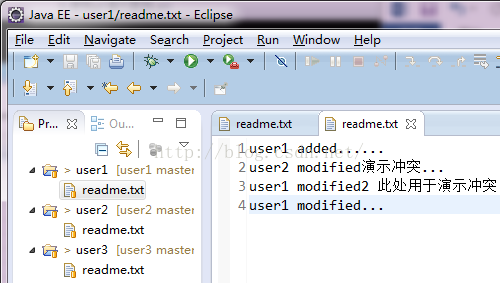 Java EE - user1/readme.txt - Eclipse
File Edit Navigate Search Project Run Window Help
Pr... Ou...
readme.txt readme.txt
> user1 [user1 master
readme.txt
> user2 [user2 master
readme.txt
> user3 [user3 master
readme.txt
1 user1 added......
2 user2 modified演示冲突...
3 user1 modified2 此处用于演示冲突
4 user1 modified...
http://blog.csdn.net/